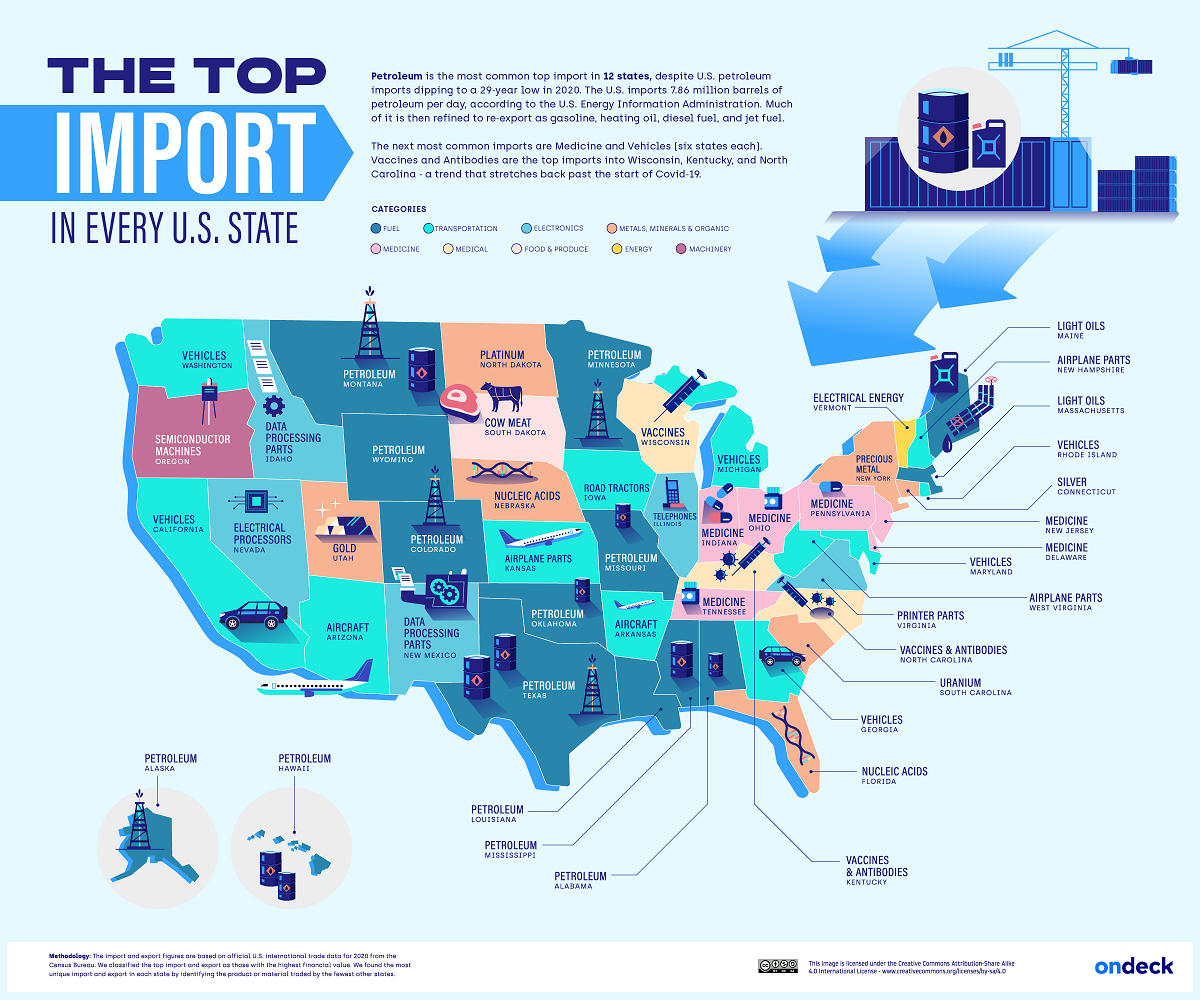 THE TOP
IMPORT
IN EVERY U.S. STATE
Petroleum is the most common top import in 12 states, despite U.S. petroleum
imports dipping to a 29-year low in 2020. The U.S. imports 7.86 million barrels of
petroleum per day, according to the U.S. Energy Information Administration. Much
of it is then refined to re-export as gasoline, heating oil, diesel fuel, and jet fuel.
The next most common imports are Medicine and Vehicles (six states each).
Vaccines and Antibodies are the top imports into Wisconsin, Kentucky, and North
Carolina - a trend that stretches back past the start of Covid-19.
CATEGORIES
FUEL
TRANSPORTATION
ELECTRONICS
METALS, MINERALS & ORGANIC
MEDICINE
MEDICAL
FOOD & PRODUCE
ENERGY
MACHINERY
VEHICLES
WASHINGTON
PETROLEUM
MONTANA
PLATINUM
NORTH DAKOTA
PETROLEUM
MINNESOTA
LIGHT OILS
MAINE
AIRPLANE PARTS
NEW HAMPSHIRE
ELECTRICAL ENERGY
VERMONT
LIGHT OILS
MASSACHUSETTS
SEMICONDUCTOR
MACHINES
OREGON
DATA
PROCESSING
PARTS
IDAHO
PETROLEUM
WYOMING
COW MEAT
SOUTH DAKOTA
VACCINES
WISCONSIN
VEHICLES
MICHIGAN
PRECIOUS
METAL
NEW YORK
VEHICLES
RHODE ISLAND
SILVER
CONNECTICUT
VEHICLES
CALIFORNIA
ELECTRICAL
PROCESSORS
NEVADA
GOLD
UTAH
PETROLEUM
COLORADO
NUCLEIC ACIDS
NEBRASKA
ROAD TRACTORS
IOWA
TELEPHONES
ILLINOIS
MEDICINE
INDIANA
MEDICINE
OHIO
MEDICINE
PENNSYLVANIA
MEDICINE
NEW JERSEY
MEDICINE
DELAWARE
VEHICLES
MARYLAND
AIRPLANE PARTS
KANSAS
PETROLEUM
MISSOURI
AIRPLANE PARTS
WEST VIRGINIA
PRINTER PARTS
VIRGINIA
AIRCRAFT
ARIZONA
DATA
PROCESSING
PARTS
NEW MEXICO
PETROLEUM
OKLAHOMA
AIRCRAFT
ARKANSAS
MEDICINE
TENNESSEE
VACCINES & ANTIBODIES
NORTH CAROLINA
URANIUM
SOUTH CAROLINA
PETROLEUM
TEXAS
VEHICLES
GEORGIA
NUCLEIC ACIDS
FLORIDA
PETROLEUM
ALASKA
PETROLEUM
HAWAII
PETROLEUM
LOUISIANA
PETROLEUM
MISSISSIPPI
PETROLEUM
ALABAMA
VACCINES
& ANTIBODIES
KENTUCKY
Methodology: The import and export figures are based on official U.S. international trade data for 2020 from the
Census Bureau. We classified the top import and export as those with the highest financial value. We found the most
unique import and export in each state by identifying the product or material traded by the fewest other states.
This image is licensed under the Creative Commons Attribution-Share Alike
4.0 International License - www.creativecommons.org/licenses/by-sa/4.0
ondeck